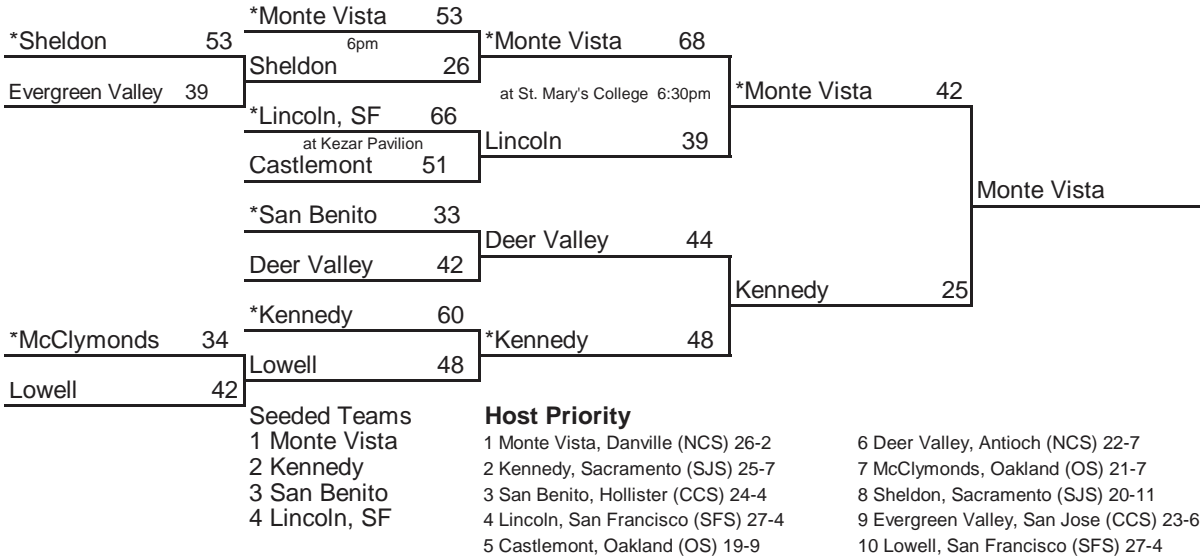 *Monte Vista 53
*Sheldon 53
6pm
*Monte Vista 68
Sheldon 26
Evergreen Valley 39
at St. Mary's College 6:30pm
*Monte Vista 42
*Lincoln, SF 66
at Kezar Pavilion
Lincoln 39
Castlemont 51
Monte Vista
*San Benito 33
Deer Valley 44
Deer Valley 42
Kennedy 25
*Kennedy 60
*McClymonds 34
*Kennedy 48
Lowell 48
Lowell 42
Seeded Teams
1 Monte Vista
2 Kennedy
3 San Benito
4 Lincoln, SF
Host Priority
1 Monte Vista, Danville (NCS) 26-2
2 Kennedy, Sacramento (SJS) 25-7
3 San Benito, Hollister (CCS) 24-4
4 Lincoln, San Francisco (SFS) 27-4
5 Castlemont, Oakland (OS) 19-9
6 Deer Valley, Antioch (NCS) 22-7
7 McClymonds, Oakland (OS) 21-7
8 Sheldon, Sacramento (SJS) 20-11
9 Evergreen Valley, San Jose (CCS) 23-6
10 Lowell, San Francisco (SFS) 27-4